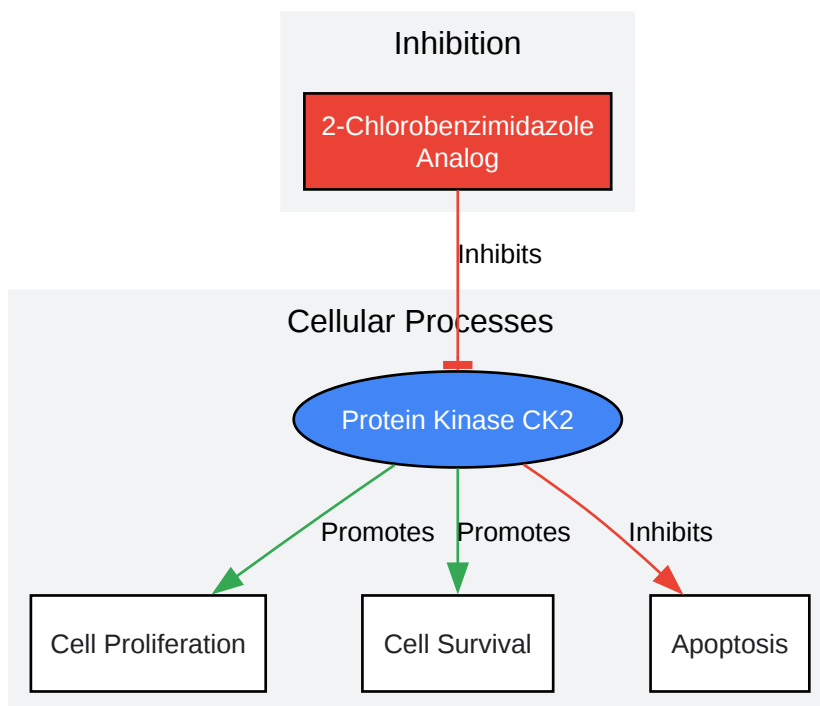 Inhibition
2-Chlorobenzimidazole
Analog
Inhibits
Cellular Processes
Protein Kinase CK2
Promotes
Promotes
Inhibits
Cell Proliferation
Cell Survival
Apoptosis